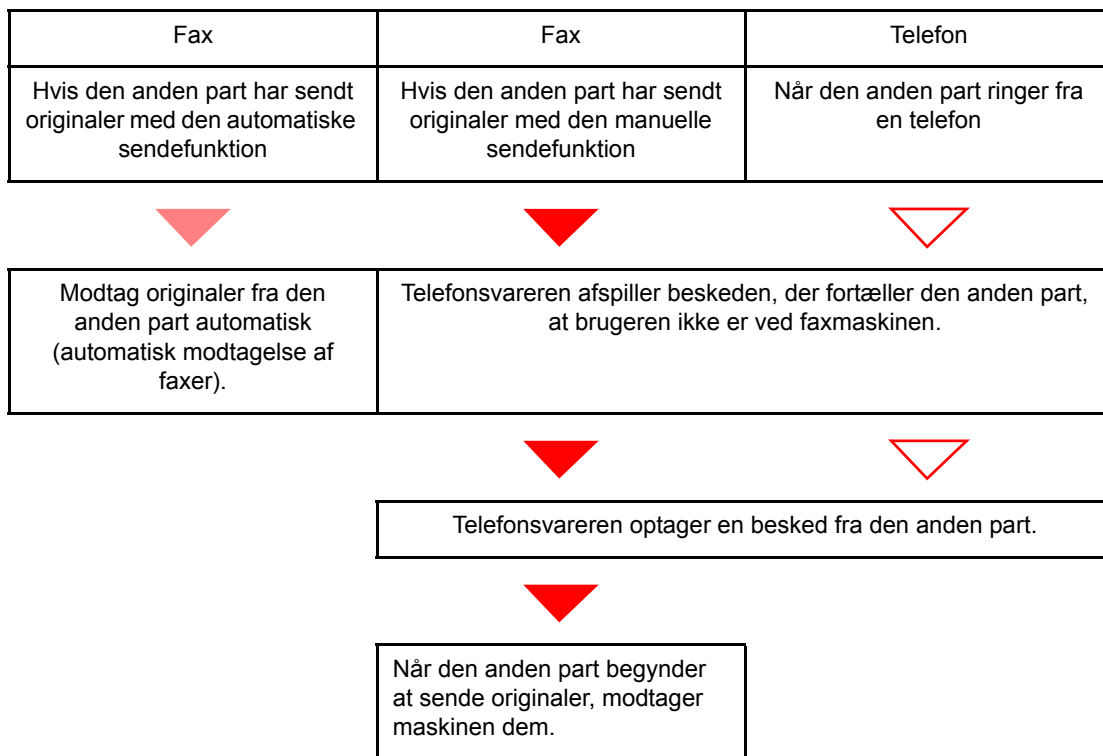 Fax
Fax
Telefon
Hvis den anden part har sendt
originaler med den automatiske
sendefunktion
Hvis den anden part har sendt
originaler med den manuelle
sendefunktion
Når den anden part ringer fra
en telefon
Modtag originaler fra den
anden part automatisk
(automatisk modtagelse af
faxer).
Telefonsvareren afspiller beskeden, der fortæller den anden part,
at brugeren ikke er ved faxmaskinen.
Telefonsvareren optager en besked fra den anden part.
Når den anden part begynder
at sende originaler, modtager
maskinen dem.